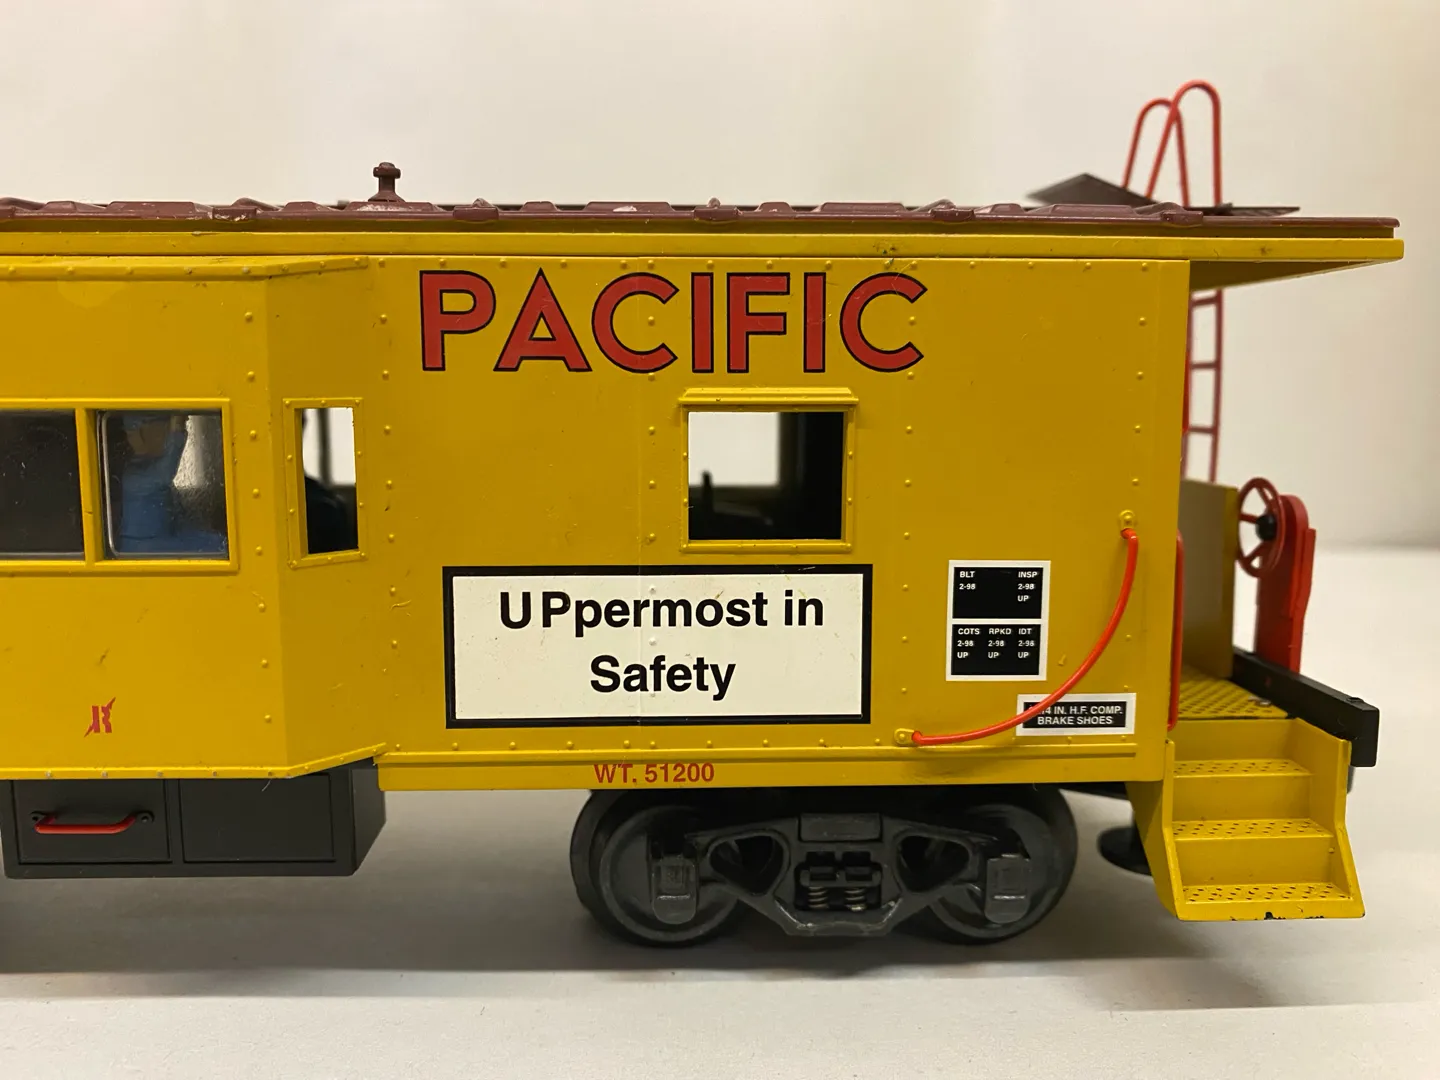 PACIFIC
UPpermost in
Safety
BLT INSP
2-98 2-98
UP
COTS RPKD IDT
2-98 2-98 2-98
UP UP UP
IN. H.F. COMP.
BRAKE SHOES
WT. 51200